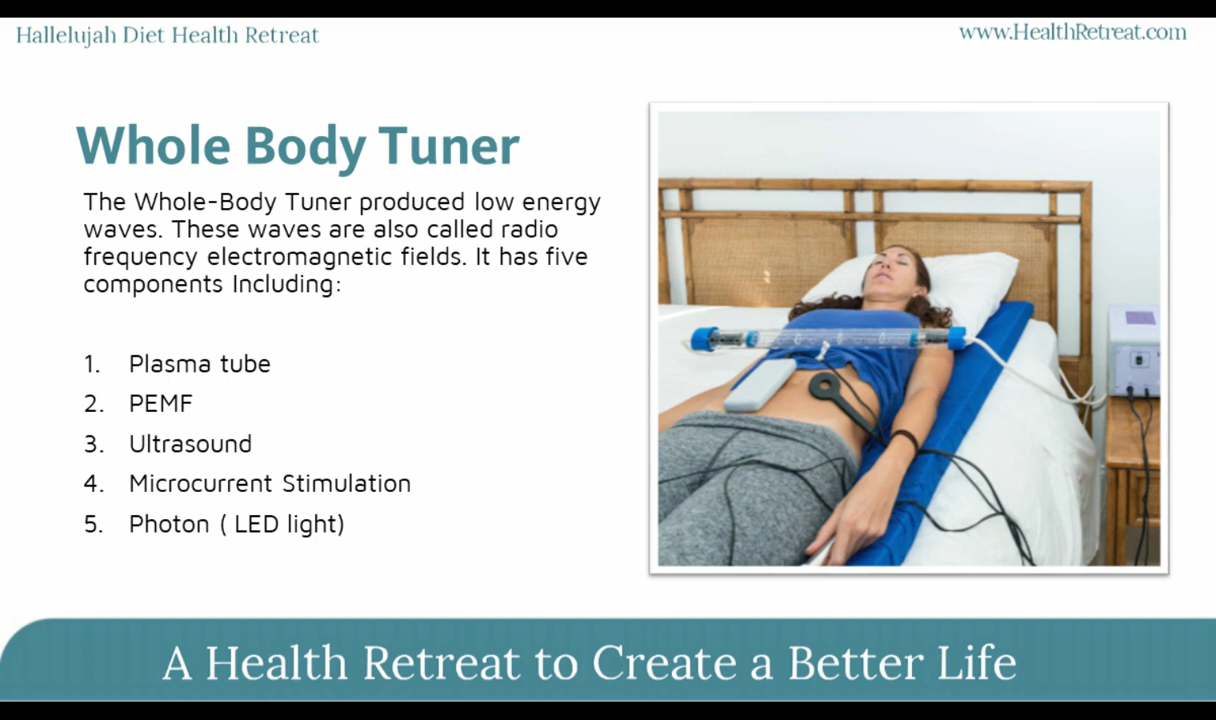 Hallelujah Diet Health Retreat
www.HealthRetreat.com
Whole Body Tuner
The Whole-Body Tuner produced low energy
waves. These waves are also called radio
frequency electromagnetic fields. It has five
components Including:
1. Plasma tube
2. PEMF
3. Ultrasound
4. Microcurrent Stimulation
5. Photon ( LED light)
A Health Retreat to Create a Better Life